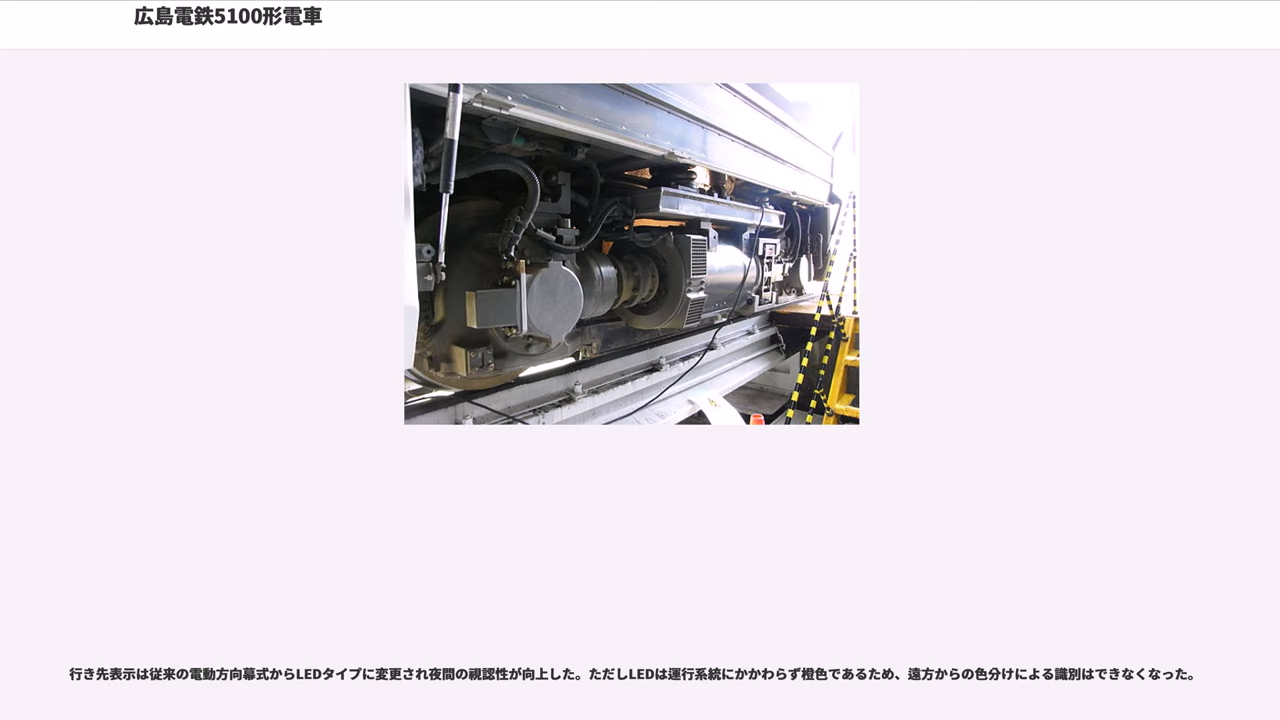 広島電鉄5100形電車
行き先表示は従来の電動方向幕式からLEDタイプに変更され夜間の視認性が向上した。ただしLEDは運行系統にかかわらず橙色であるため、遠方からの色分けによる識別はできなくなった。